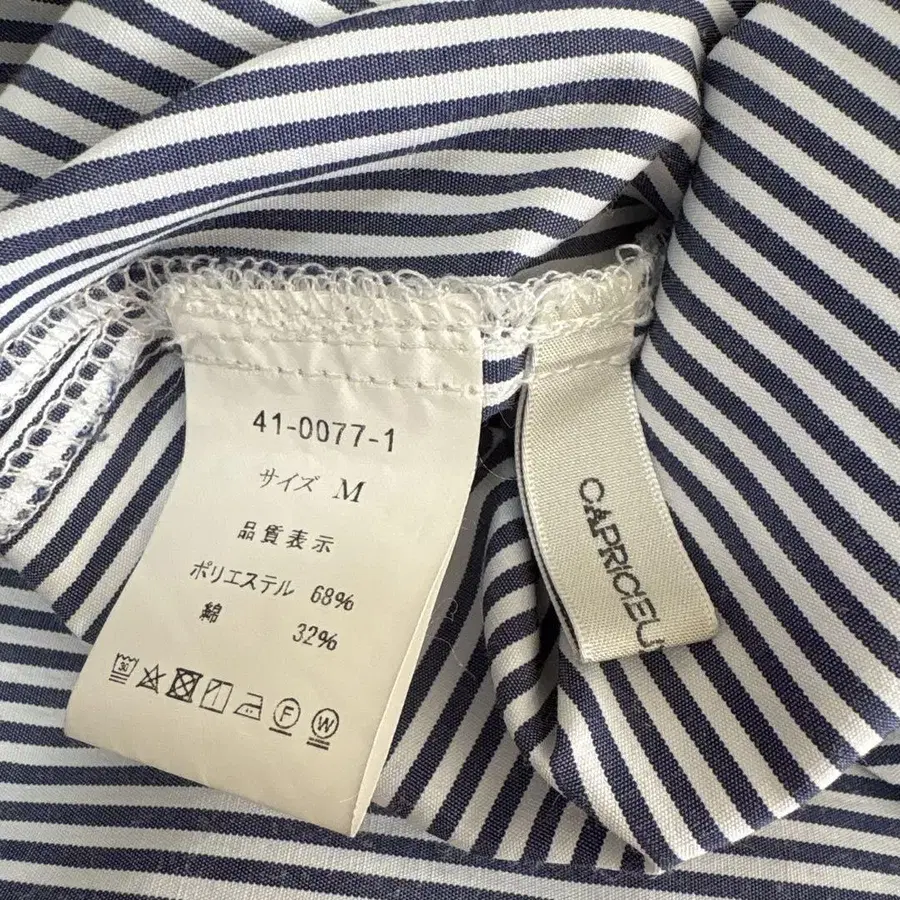 41-0077-1
サイズ M
品質表示
ポリエステル 68%
綿 32%
30
F
W
CAPRICEU